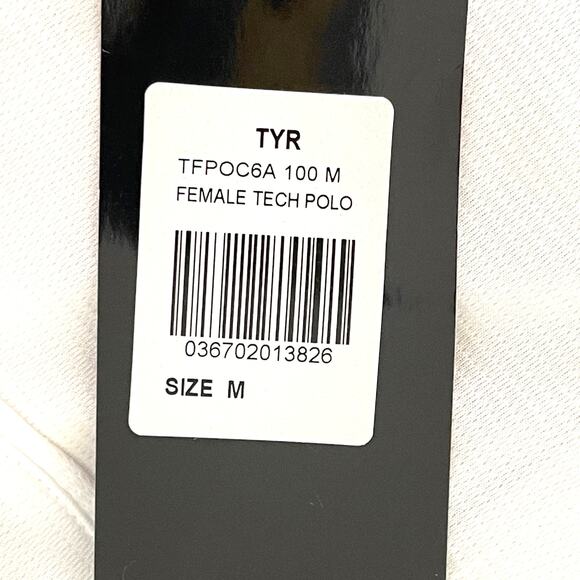 TYR
TFPOC6A 100 M
FEMALE TECH POLO
036702013826
SIZE M